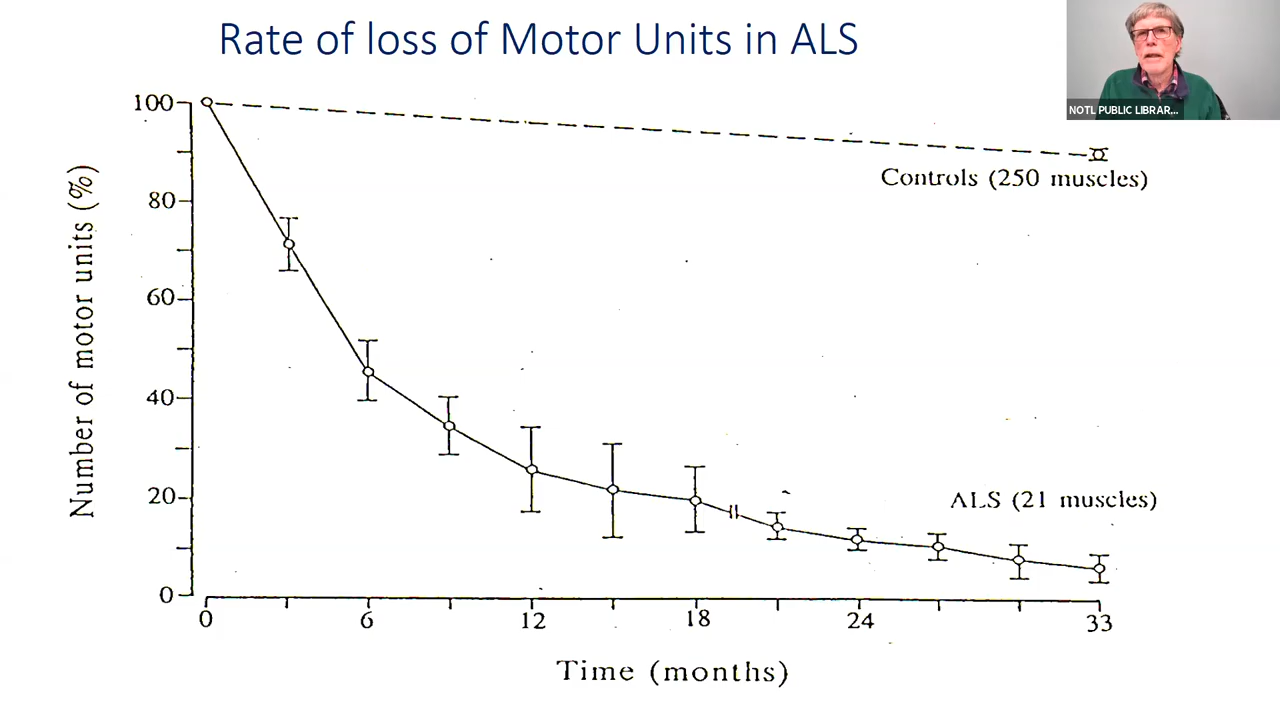 Rate of loss of Motor Units in ALS
NOTL PUBLIC LIBRAR...
Number of motor units (%)
100
80
60
40
20
0
Controls (250 muscles)
ALS (21 muscles)
0 6 12 18 24 33
Time (months)